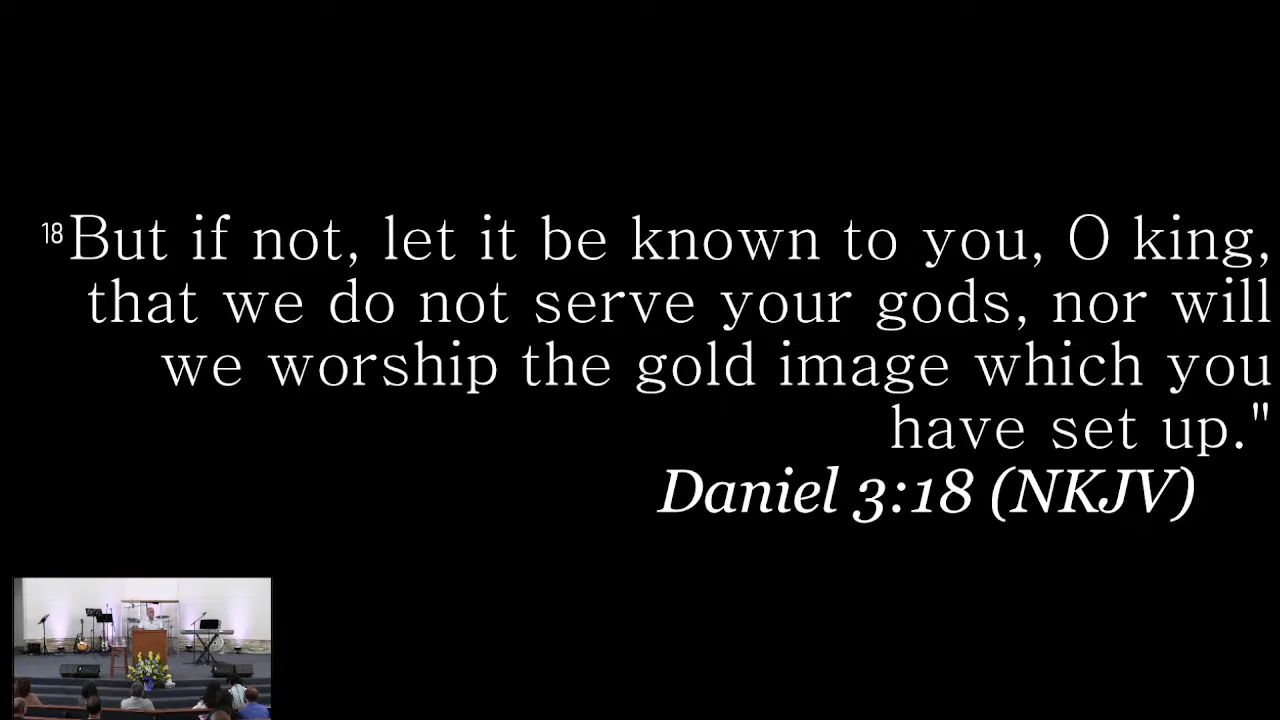 18But if not, let it be known to you, O king,
that we do not serve your gods, nor will
we worship the gold image which you
have set up."
Daniel 3:18 (NKJV)